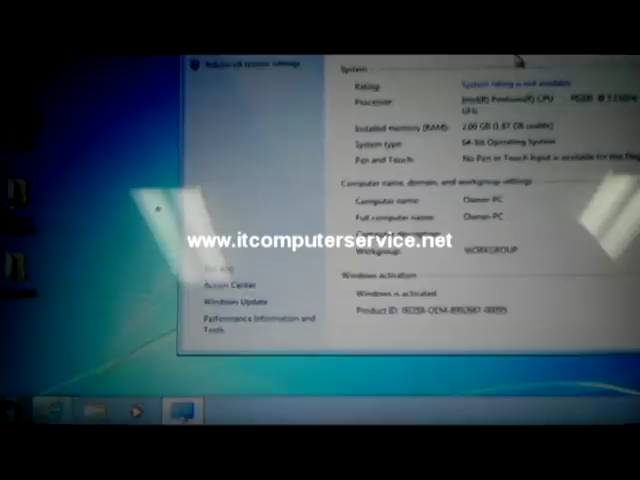 Advanced system settings
System
Rating: System rating is not available
Processor: Intel(R) Pentium(R) CPU
Installed memory (RAM): 2.00 GB (1.87 GB usable)
System type: 64-bit Operating System
Pen and Touch: No Pen or Touch Input is available for this
Computer name, domain, and workgroup settings
Computer name: Owner-PC
Full computer name: Owner-PC
Computer description:
www.itcomputerservice.net
Workgroup: WORKGROUP
See also
Action Center
Windows Update
Performance Information and
Tools
Windows activation
Windows is activated
Product ID: